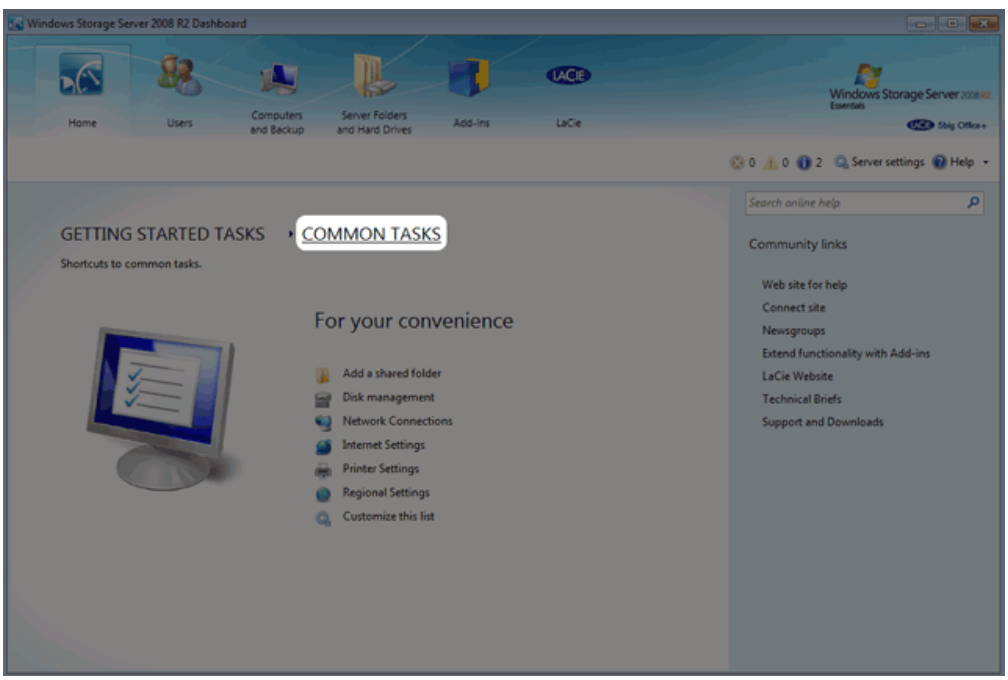 Windows Storage Server 2008 R2 Dashboard
Home
Users
Computers
and Backup
Server Folders
and Hard Drives
Add-ins
LaCie
LACIE
Windows Storage Server 2008 R2
Essentials
LACIE 5big Office+
0 0 2 Server settings Help
Search online help
GETTING STARTED TASKS COMMON TASKS
Shortcuts to common tasks.
For your convenience
Add a shared folder
Disk management
Network Connections
Internet Settings
Printer Settings
Regional Settings
Customize this list
Community links
Web site for help
Connect site
Newsgroups
Extend functionality with Add-ins
LaCie Website
Technical Briefs
Support and Downloads